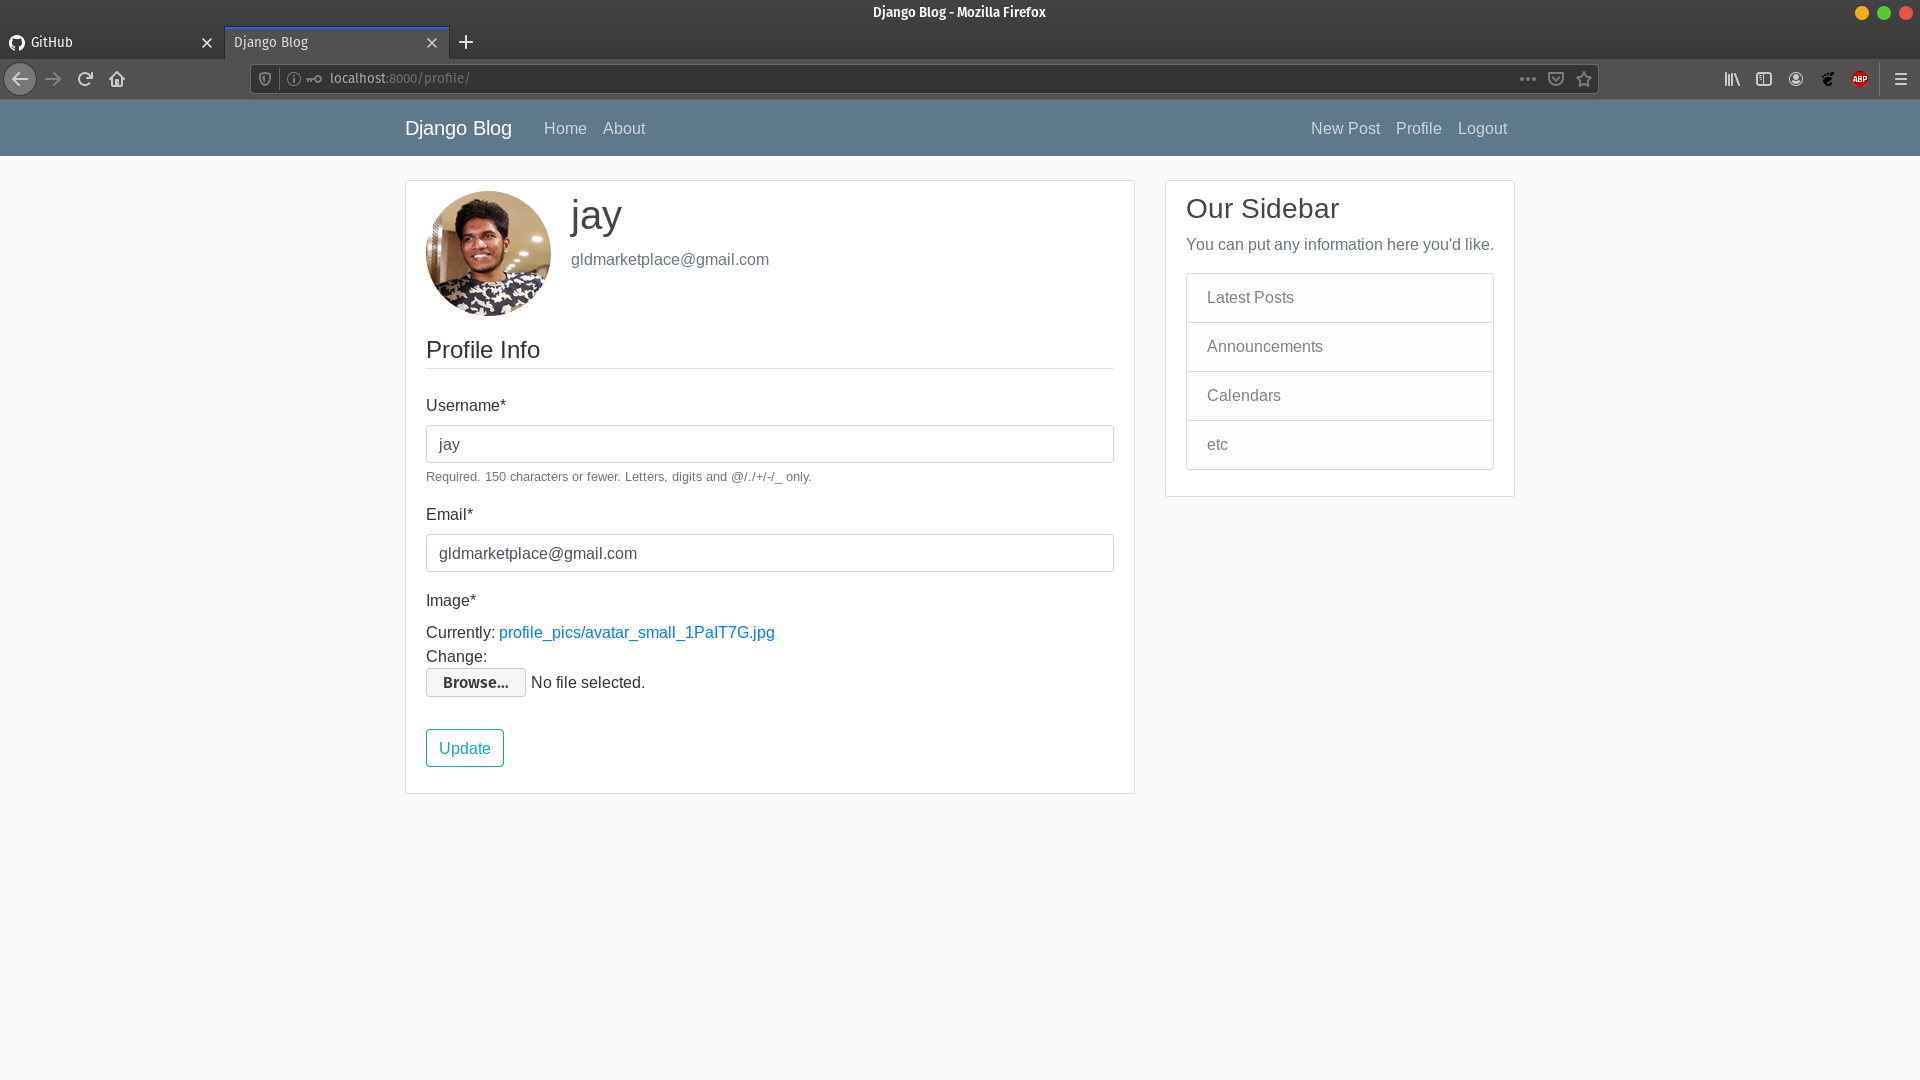 Django Blog - Mozilla Firefox
GitHub
Django Blog
localhost:8000/profile/
ABP
Django Blog
Home
About
New Post
Profile
Logout
jay
gldmarketplace@gmail.com
Profile Info
Username*
jay
Required. 150 characters or fewer. Letters, digits and @/./+/-/_ only.
Email*
gldmarketplace@gmail.com
Image*
Currently: profile_pics/avatar_small_1PaIT7G.jpg
Change:
Browse... No file selected.
Update
Our Sidebar
You can put any information here you'd like.
Latest Posts
Announcements
Calendars
etc